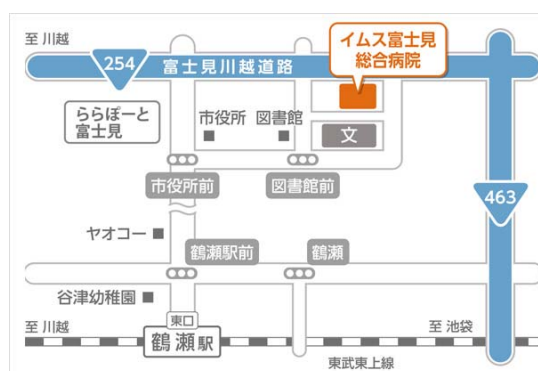 至 川越
254
富士見川越道路
イムス富士見
総合病院
ららぽーと
富士見
市役所
図書館
文
市役所前
図書館前
463
ヤオコー
鶴瀬駅前
鶴瀬
谷津幼稚園
至 川越
東口
鶴瀬駅
至 池袋
東武東上線